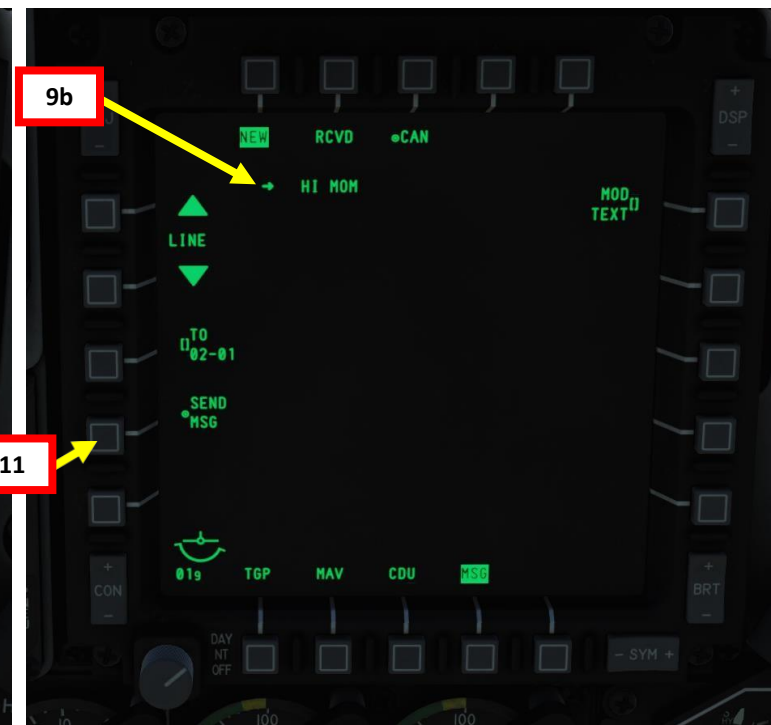 9b
DSP
NEW RCVD CAN
HI MOM
MOD
TEXT
LINE
TO
02-01
SEND
MSG
11
01g TGP MAV CDU MSG
CON
BRT
DAY
NT
OFF
- SYM +
100
100